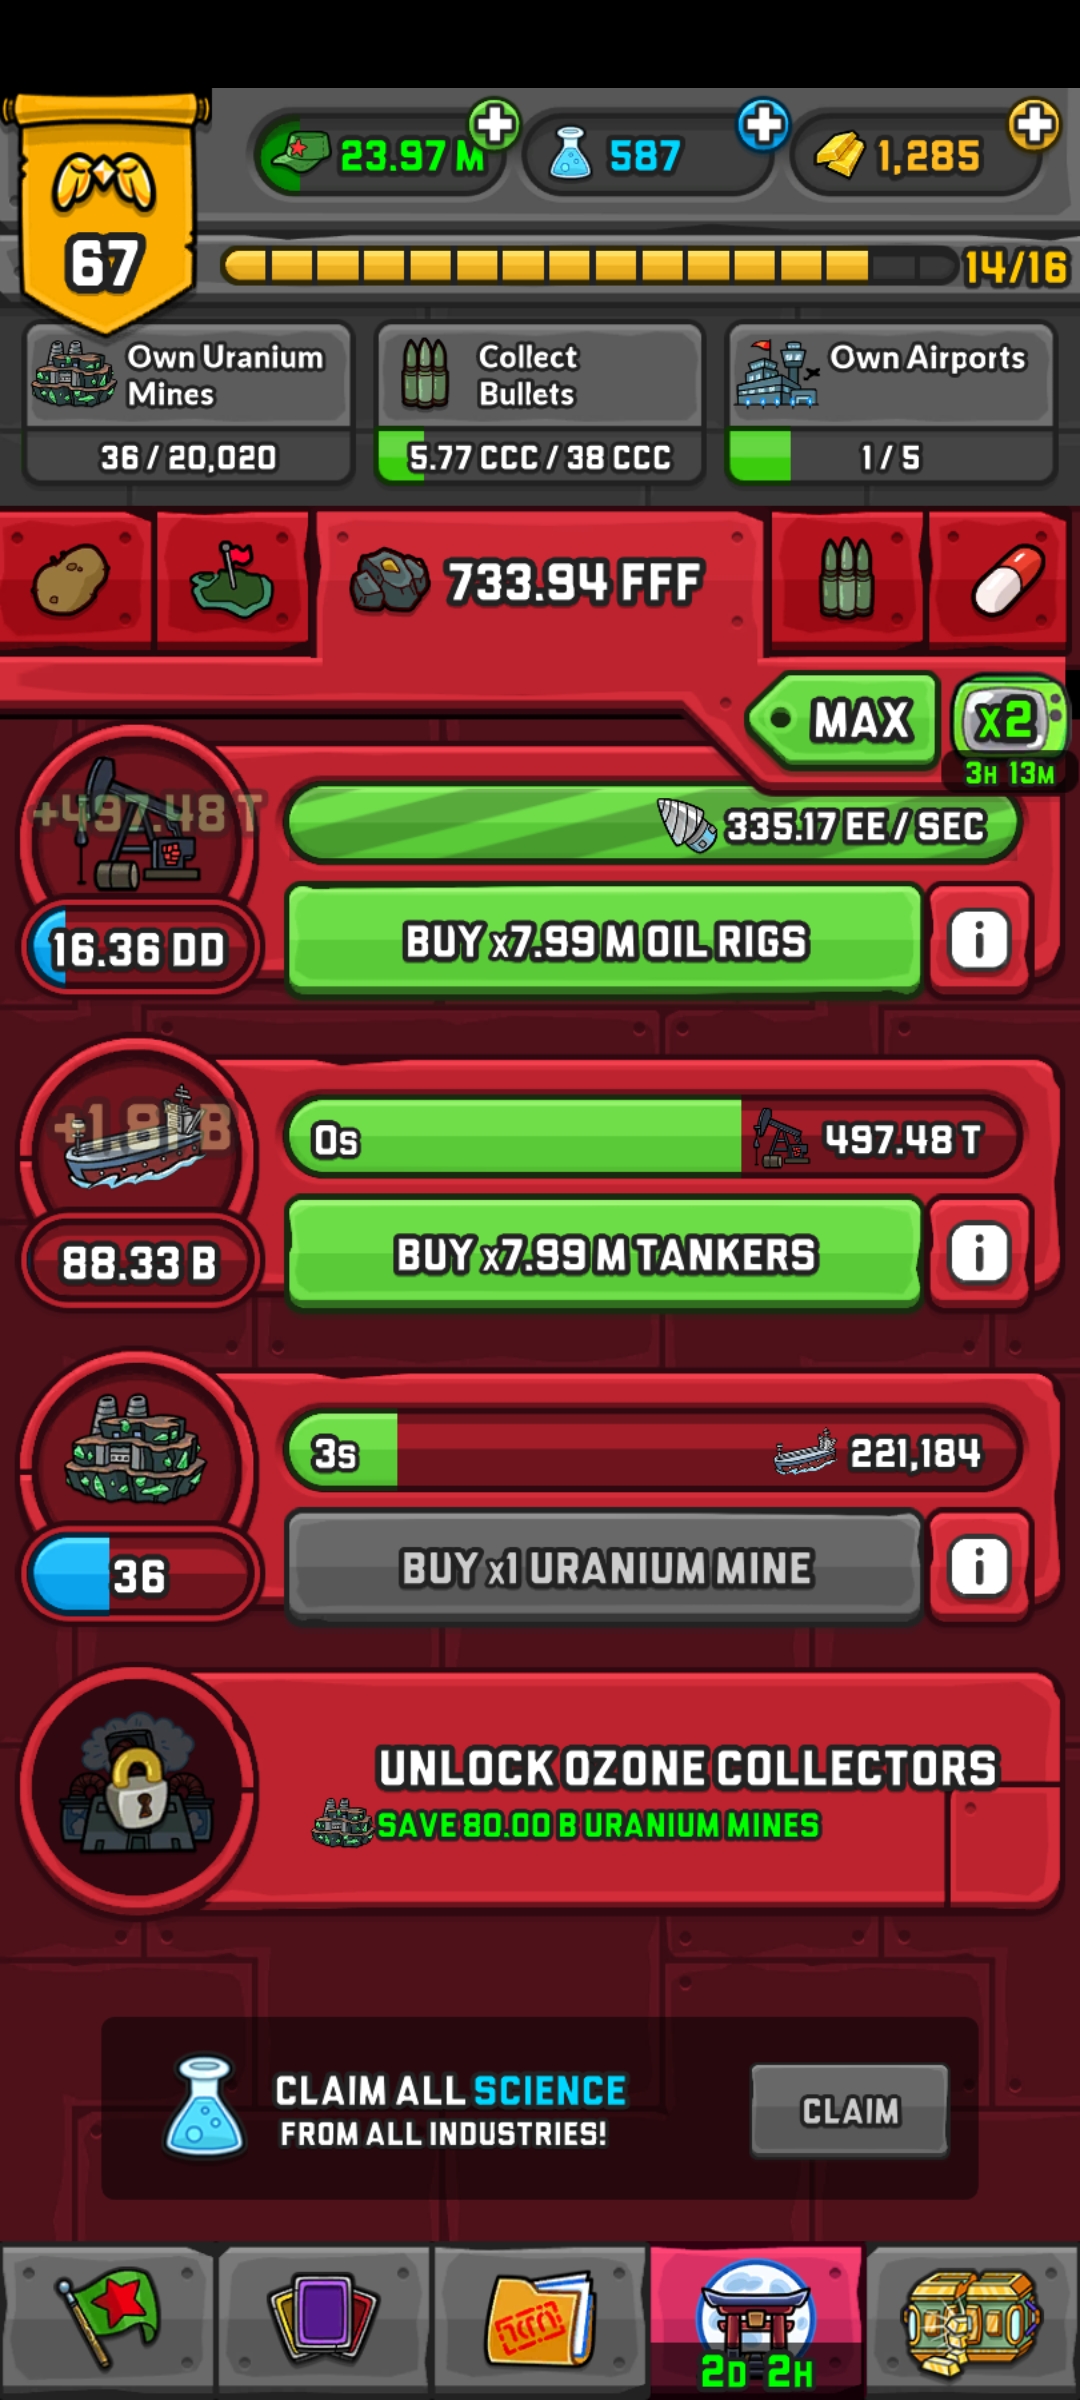 23.97 M
587
1,285
67
14/16
Own Uranium
Mines
36 / 20,020
Collect
Bullets
5.77 CCC / 38 CCC
Own Airports
1 / 5
733.94 FFF
MAX
x2
3H 13M
+497.48 T
335.17 EE / SEC
16.36 DD
BUY x7.99 M OIL RIGS
i
0s
497.48 T
88.33 B
BUY x7.99 M TANKERS
i
3s
221,184
36
BUY x1 URANIUM MINE
i
UNLOCK OZONE COLLECTORS
SAVE 80.00 B URANIUM MINES
CLAIM ALL SCIENCE
FROM ALL INDUSTRIES!
CLAIM
2D 2H